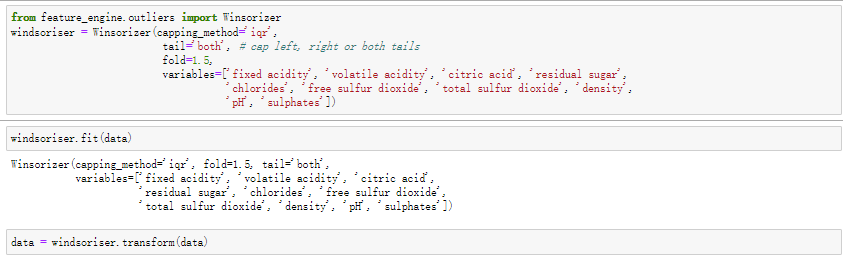 from feature_engine.outliers import Winsorizer
windsoriser = Winsorizer(capping_method='iqr',
tail='both', # cap left, right or both tails
fold=1.5,
variables=['fixed acidity', 'volatile acidity', 'citric acid', 'residual sugar',
'chlorides', 'free sulfur dioxide', 'total sulfur dioxide', 'density',
'pH', 'sulphates'])
windsoriser.fit(data)
Winsorizer(capping_method='iqr', fold=1.5, tail='both',
variables=['fixed acidity', 'volatile acidity', 'citric acid',
'residual sugar', 'chlorides', 'free sulfur dioxide',
'total sulfur dioxide', 'density', 'pH', 'sulphates'])
data = windsoriser.transform(data)